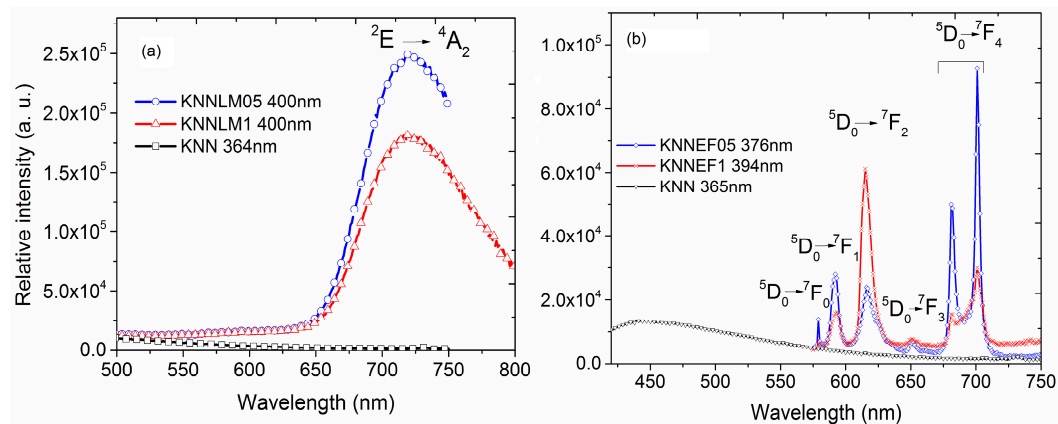 (a)
²E → ⁴A₂
KNNLM05 400nm
KNNLM1 400nm
KNN 364nm
Relative intensity (a. u.)
2.5x10⁵
2.0x10⁵
1.5x10⁵
1.0x10⁵
5.0x10⁴
0.0
500 550 600 650 700 750 800
Wavelength (nm)
(b)
⁵D₀→⁷F₄
⁵D₀→⁷F₂
KNNEF05 376nm
KNNEF1 394nm
KNN 365nm
⁵D₀→⁷F₁
⁵D₀→⁷F₀
⁵D₀→⁷F₃
1.0x10⁵
8.0x10⁴
6.0x10⁴
4.0x10⁴
2.0x10⁴
0.0
450 500 550 600 650 700 750
Wavelength (nm)